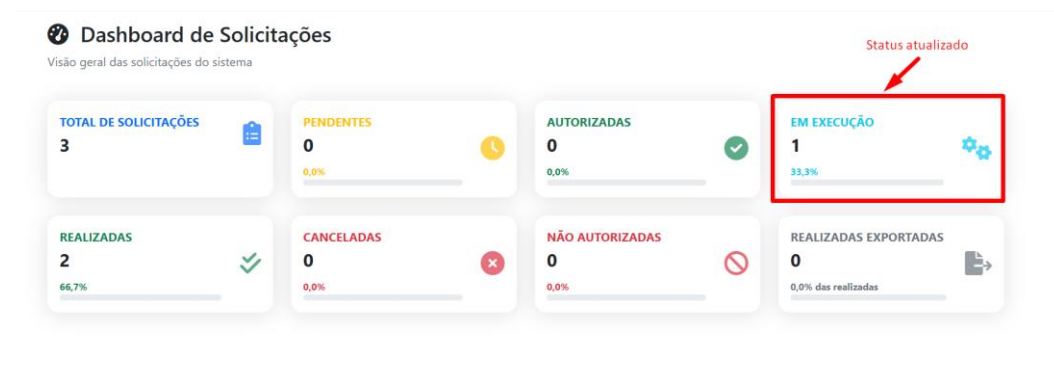 Dashboard de Solicitações
Visão geral das solicitações do sistema
Status atualizado
TOTAL DE SOLICITAÇÕES
3
PENDENTES
0
0,0%
AUTORIZADAS
0
0,0%
EM EXECUÇÃO
1
33,3%
REALIZADAS
2
66,7%
CANCELADAS
0
0,0%
NÃO AUTORIZADAS
0
0,0%
REALIZADAS EXPORTADAS
0
0,0% das realizadas